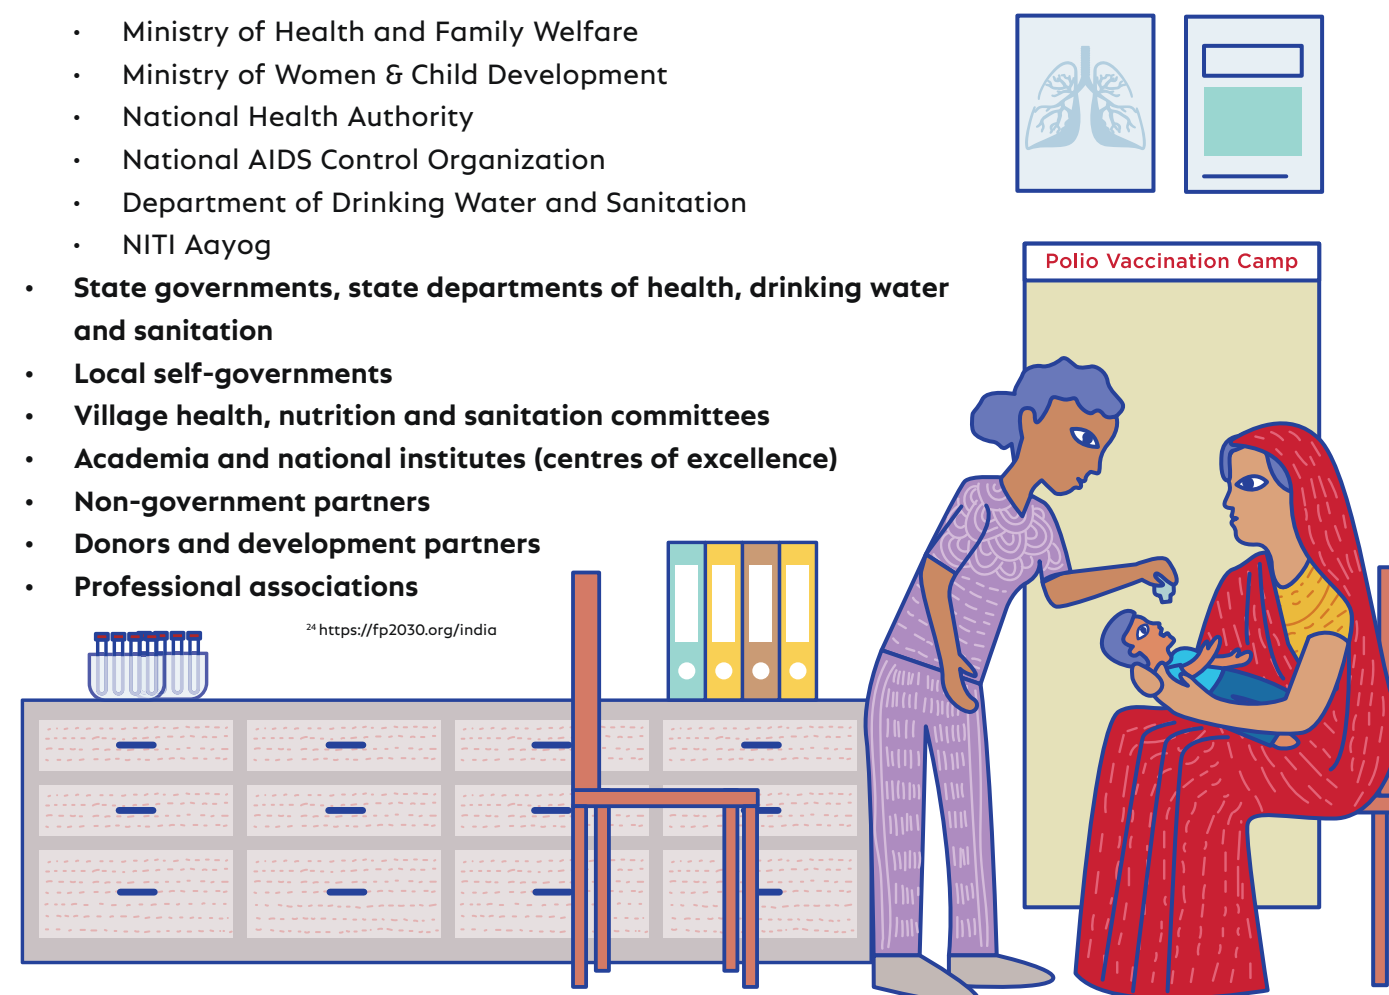 • Ministry of Health and Family Welfare
• Ministry of Women & Child Development
• National Health Authority
• National AIDS Control Organization
• Department of Drinking Water and Sanitation
• NITI Aayog
• State governments, state departments of health, drinking water
and sanitation
• Local self-governments
• Village health, nutrition and sanitation committees
• Academia and national institutes (centres of excellence)
• Non-government partners
• Donors and development partners
• Professional associations
24 https://fp2030.org/india
Polio Vaccination Camp